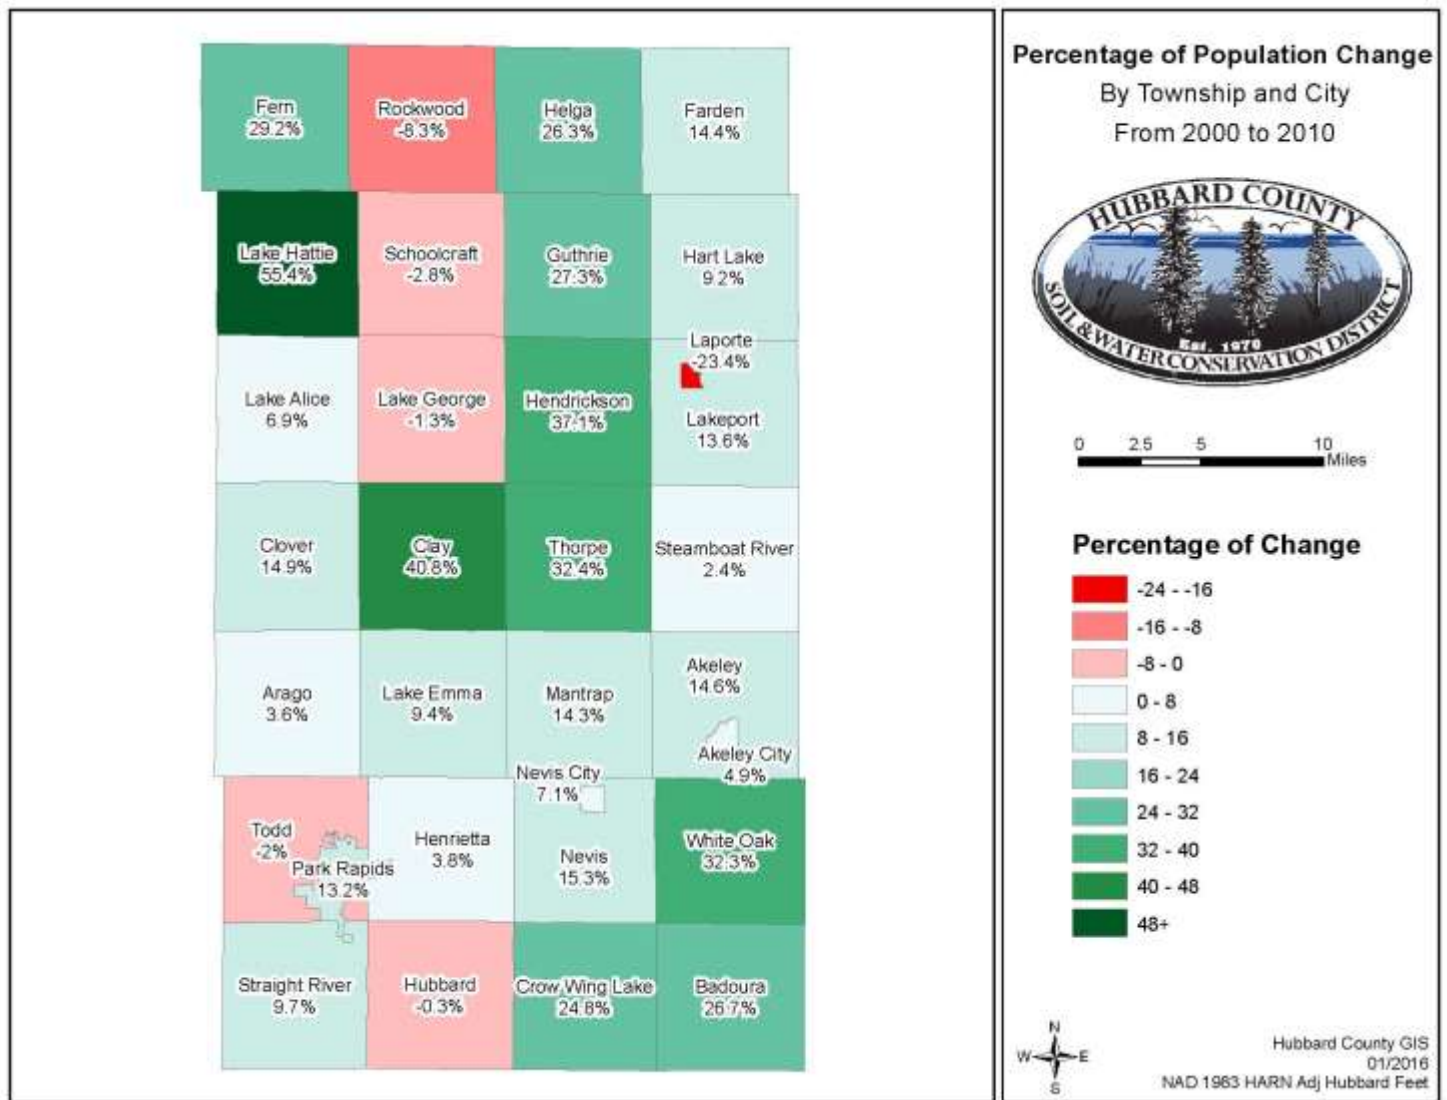 Fern
29.2%
Rockwood
-8.3%
Helga
26.3%
Farden
14.4%
Lake Hattie
55.4%
Schoolcraft
-2.8%
Guthrie
27.3%
Hart Lake
9.2%
Laporte
-23.4%
Lake Alice
6.9%
Lake George
-1.3%
Hendrickson
37.1%
Lakeport
13.6%
Clover
14.9%
Clay
40.8%
Thorpe
32.4%
Steamboat River
2.4%
Arago
3.6%
Lake Emma
9.4%
Mantrap
14.3%
Akeley
14.6%
Akeley City
4.9%
Nevis City
7.1%
Todd
-2%
Park Rapids
13.2%
Henrietta
3.8%
Nevis
15.3%
White Oak
32.3%
Straight River
9.7%
Hubbard
-0.3%
Crow Wing Lake
24.8%
Badoura
26.7%
Percentage of Population Change
By Township and City
From 2000 to 2010
HUBBARD COUNTY
Est. 1970
SOIL & WATER CONSERVATION DISTRICT
0 2.5 5 10
Miles
Percentage of Change
-24 - -16
-16 - -8
-8 - 0
0 - 8
8 - 16
16 - 24
24 - 32
32 - 40
40 - 48
48+
N
W E
S
Hubbard County GIS
01/2016
NAD 1983 HARN Adj Hubbard Feet